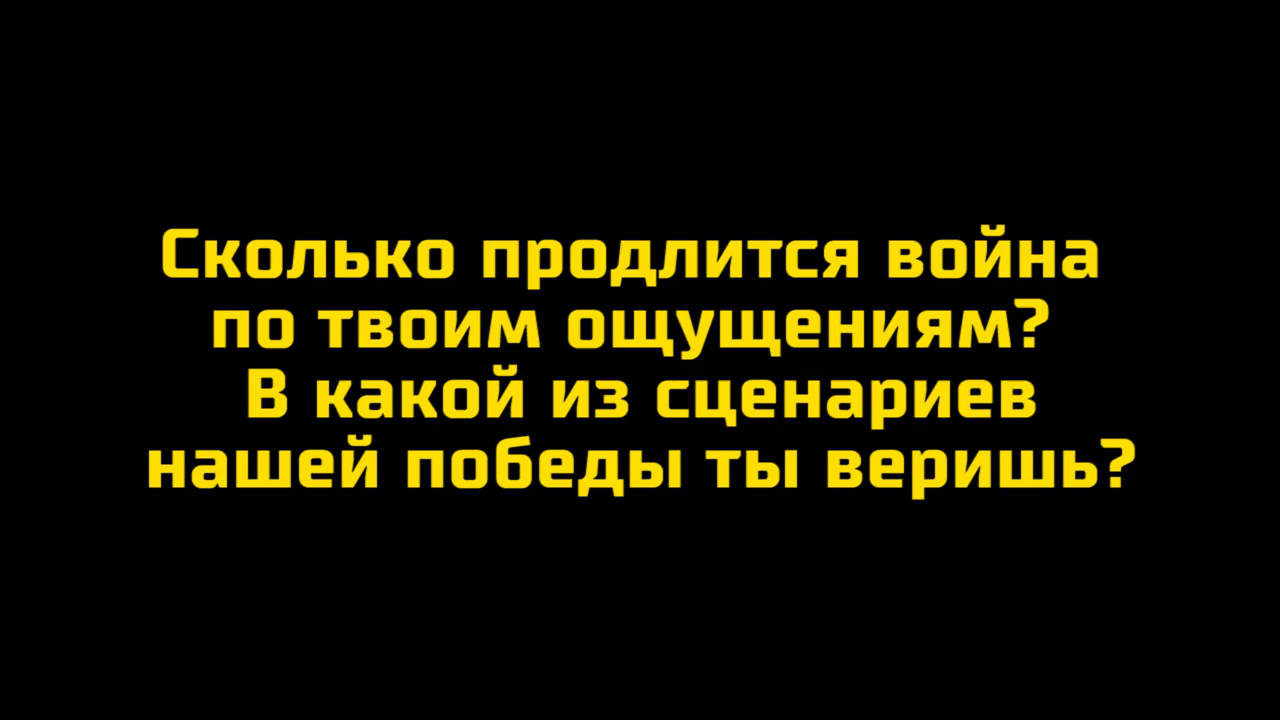 Сколько продлится война
по твоим ощущениям?
В какой из сценариев
нашей победы ты веришь?